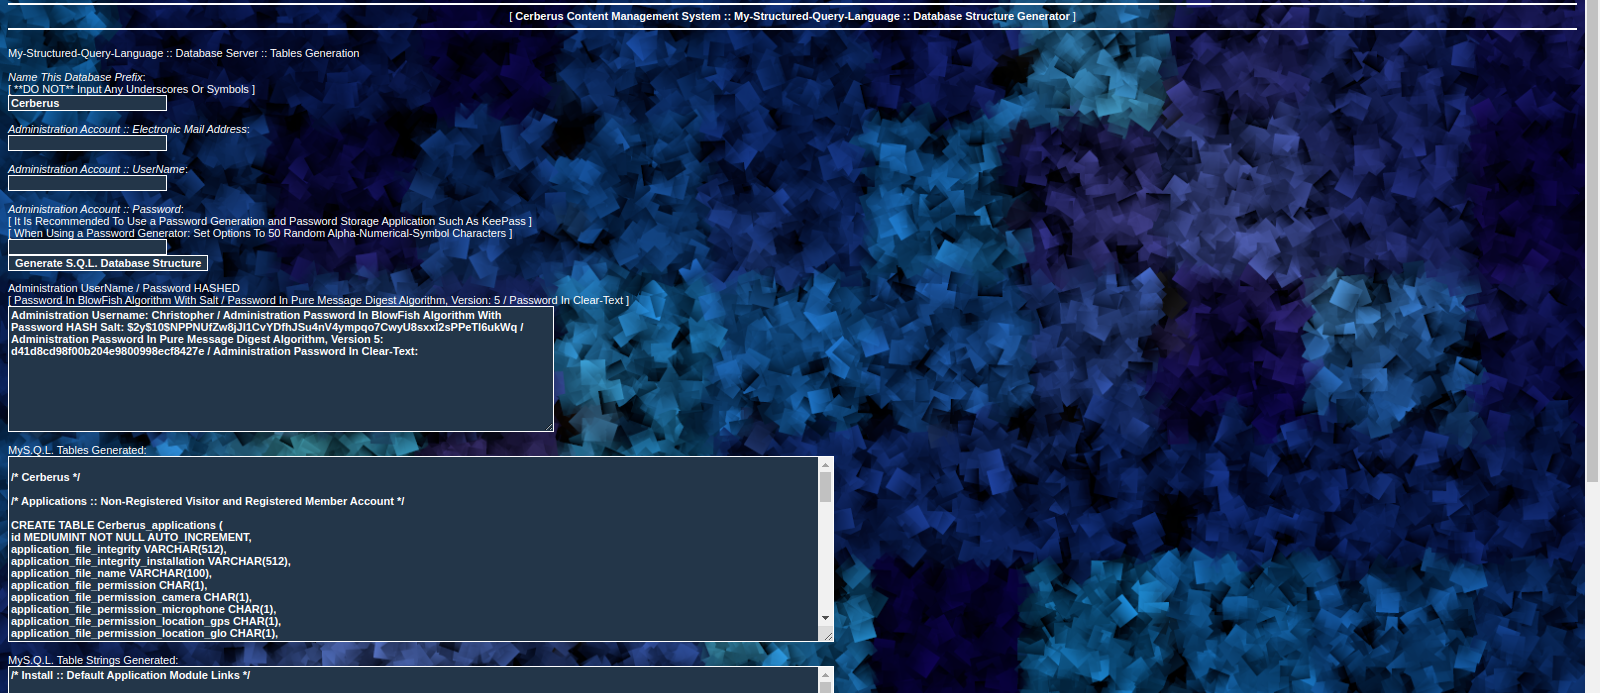 [ Cerberus Content Management System :: My-Structured-Query-Language :: Database Structure Generator ]
My-Structured-Query-Language :: Database Server :: Tables Generation
Name This Database Prefix:
[ **DO NOT** Input Any Underscores Or Symbols ]
Cerberus
Administration Account :: Electronic Mail Address:
Administration Account :: UserName:
Administration Account :: Password:
[ It Is Recommended To Use a Password Generation and Password Storage Application Such As KeePass ]
[ When Using a Password Generator: Set Options To 50 Random Alpha-Numerical-Symbol Characters ]
Generate S.Q.L. Database Structure
Administration UserName / Password HASHED
[ Password In BlowFish Algorithm With Salt / Password In Pure Message Digest Algorithm, Version: 5 / Password In Clear-Text ]
Administration Username: Christopher / Administration Password In BlowFish Algorithm With
Password HASH Salt: $2y$10$NPPNUfZw8jJI1CvYDfhJSu4nV4ympqo7CwyU8sxxI2sPPeTI6ukWq /
Administration Password In Pure Message Digest Algorithm, Version 5:
d41d8cd98f00b204e9800998ecf8427e / Administration Password In Clear-Text:
MyS.Q.L. Tables Generated:
/* Cerberus */
/* Applications :: Non-Registered Visitor and Registered Member Account */
CREATE TABLE Cerberus_applications (
id MEDIUMINT NOT NULL AUTO_INCREMENT,
application_file_integrity VARCHAR(512),
application_file_integrity_installation VARCHAR(512),
application_file_name VARCHAR(100),
application_file_permission CHAR(1),
application_file_permission_camera CHAR(1),
application_file_permission_microphone CHAR(1),
application_file_permission_location_gps CHAR(1),
application_file_permission_location_glo CHAR(1),
MyS.Q.L. Table Strings Generated:
/* Install :: Default Application Module Links */